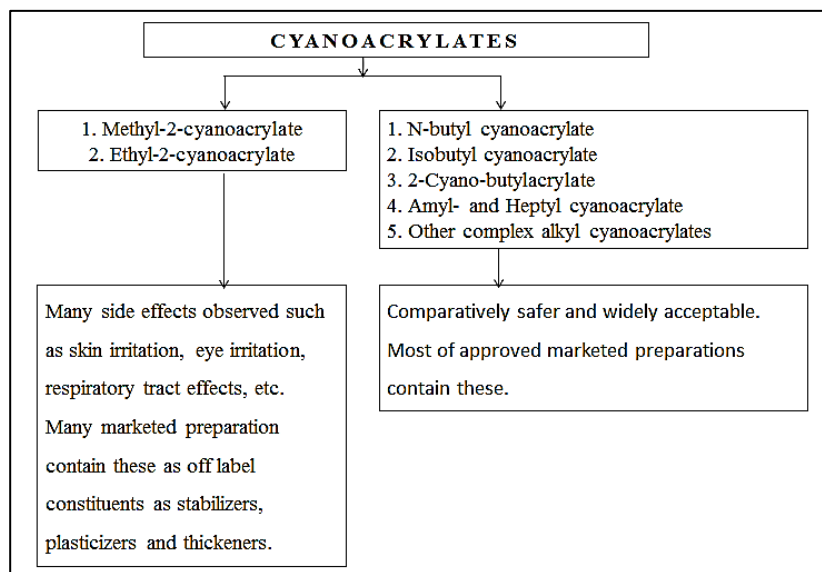 CYANOACRYLATES
1. Methyl-2-cyanoacrylate
2. Ethyl-2-cyanoacrylate
1. N-butyl cyanoacrylate
2. Isobutyl cyanoacrylate
3. 2-Cyano-butylacrylate
4. Amyl- and Heptyl cyanoacrylate
5. Other complex alkyl cyanoacrylates
Many side effects observed such
as skin irritation, eye irritation,
respiratory tract effects, etc.
Many marketed preparation
contain these as off label
constituents as stabilizers,
plasticizers and thickeners.
Comparatively safer and widely acceptable.
Most of approved marketed preparations
contain these.